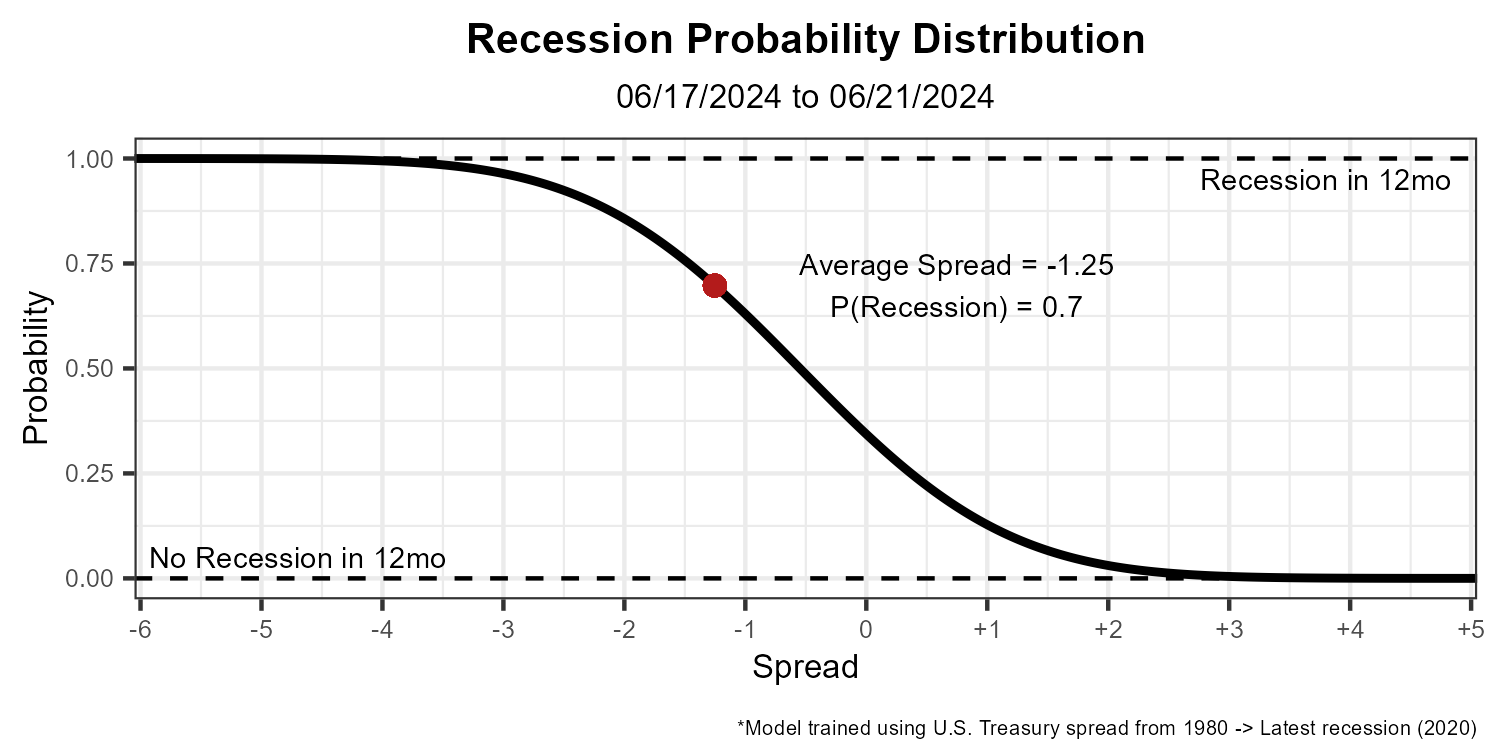 Recession Probability Distribution
06/17/2024 to 06/21/2024
Probability
1.00
0.75
0.50
0.25
0.00
Recession in 12mo
Average Spread = -1.25
P(Recession) = 0.7
No Recession in 12mo
-6 -5 -4 -3 -2 -1 0 +1 +2 +3 +4 +5
Spread
*Model trained using U.S. Treasury spread from 1980 -> Latest recession (2020)